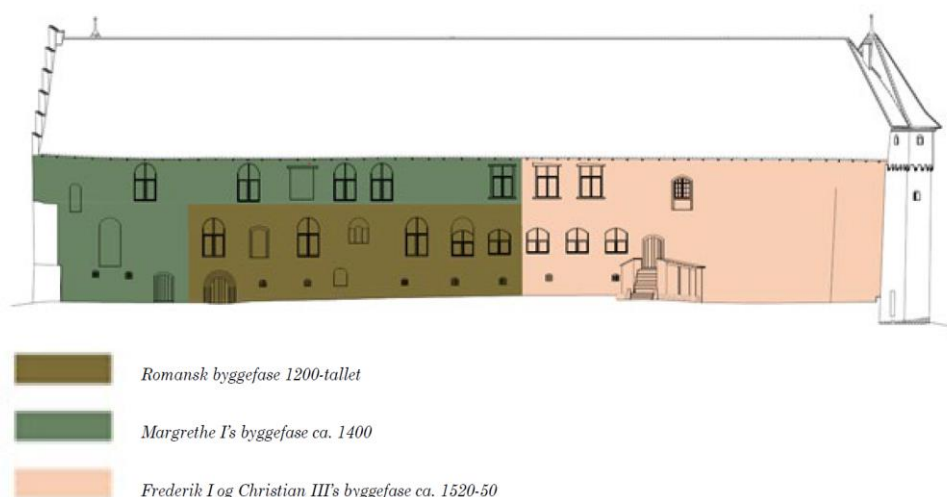 Romansk byggefase 1200-tallet
Margrethe I's byggefase ca. 1400
Frederik I og Christian III's byggefase ca. 1520-50